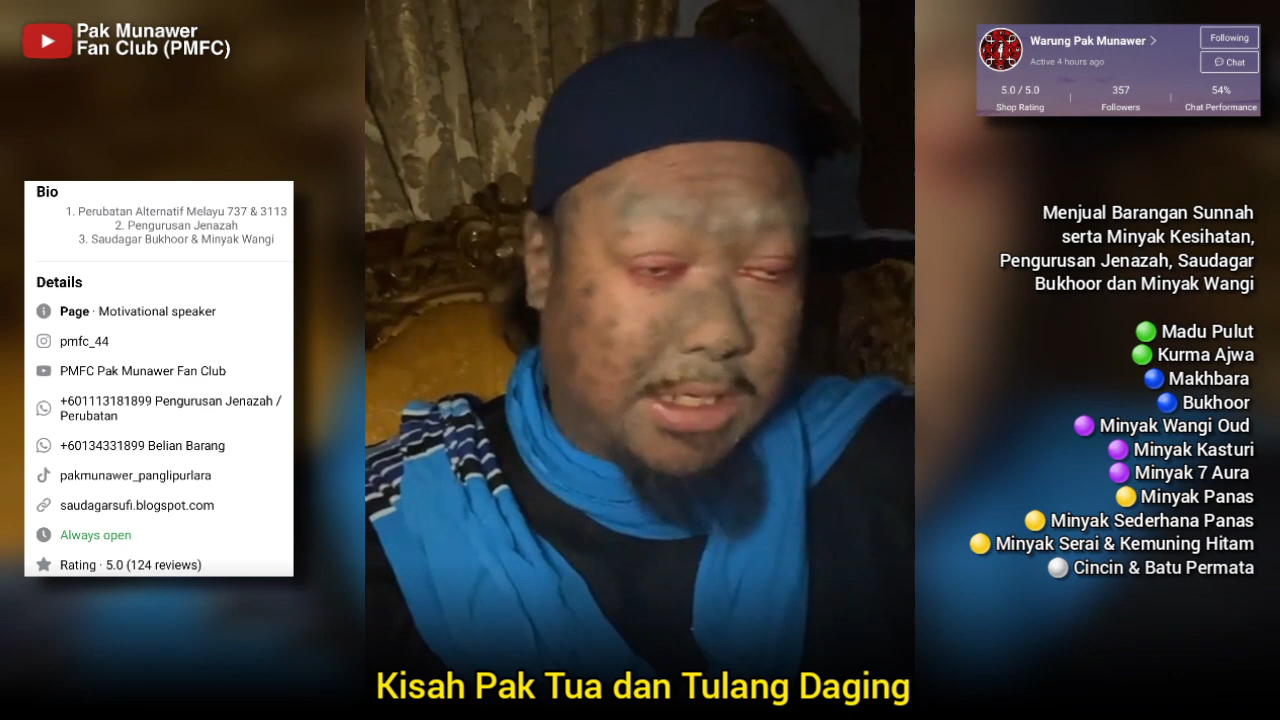 Pak Munawer
Fan Club (PMFC)
Bio
1. Perubatan Alternatif Melayu 737 & 3113
2. Pengurusan Jenazah
3. Saudagar Bukhoor & Minyak Wangi
Details
Page · Motivational speaker
pmfc_44
PMFC Pak Munawer Fan Club
+601113181899 Pengurusan Jenazah /
Perubatan
+60134331899 Belian Barang
pakmunawer_panglipurlara
saudagarsufi.blogspot.com
Always open
Rating · 5.0 (124 reviews)
Warung Pak Munawer >
Following
Active 4 hours ago
Chat
5.0 / 5.0
357
54%
Shop Rating
Followers
Chat Performance
Menjual Barangan Sunnah
serta Minyak Kesihatan,
Pengurusan Jenazah, Saudagar
Bukhoor dan Minyak Wangi
Madu Pulut
Kurma Ajwa
Makhbara
Bukhoor
Minyak Wangi Oud
Minyak Kasturi
Minyak 7 Aura
Minyak Panas
Minyak Sederhana Panas
Minyak Serai & Kemuning Hitam
Cincin & Batu Permata
Kisah Pak Tua dan Tulang Daging